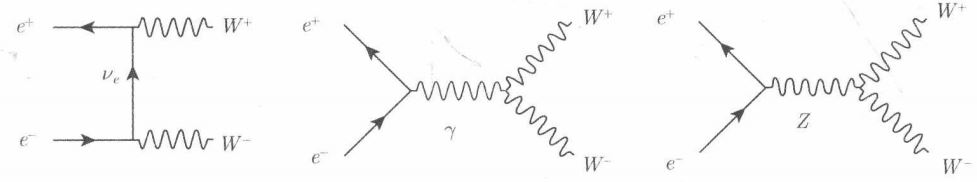 e⁺ W⁺
νₑ
e⁻ W⁻
e⁺ W⁺
γ
e⁻ W⁻
e⁺ W⁺
Z
e⁻ W⁻